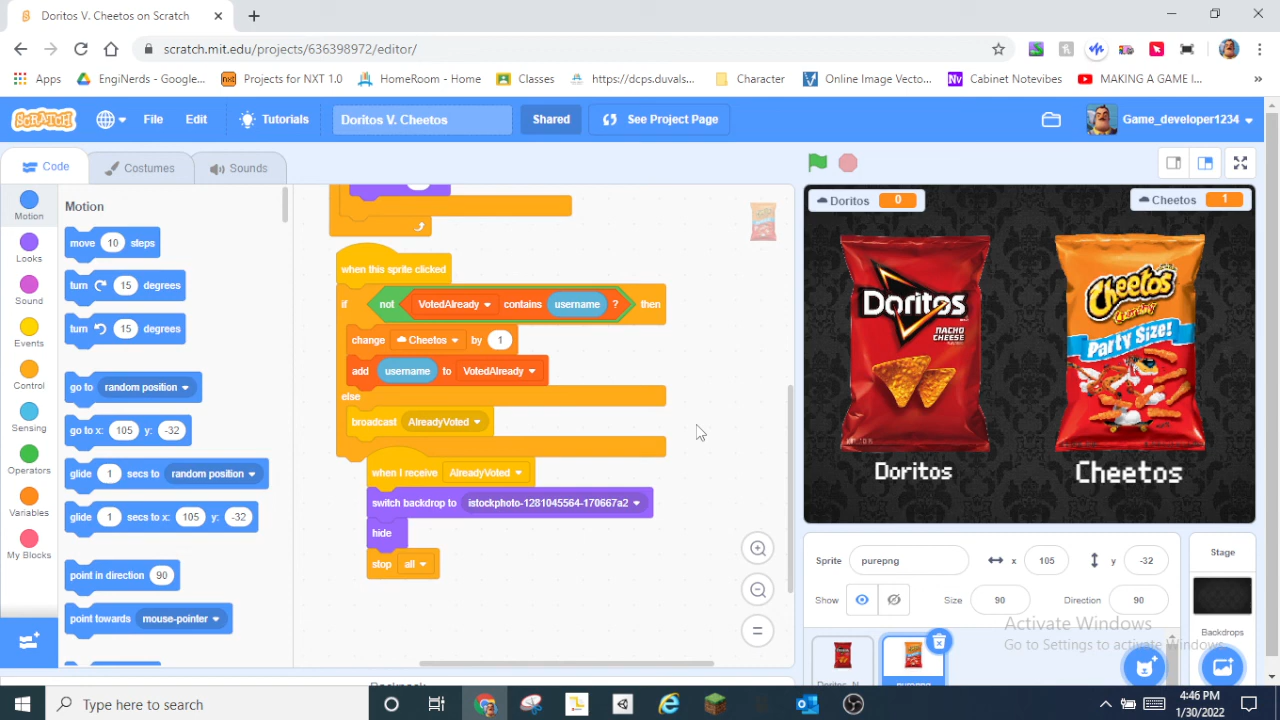 Doritos V. Cheetos on Scratch
scratch.mit.edu/projects/636398972/editor/
Apps
EngiNerds - Google...
Projects for NXT 1.0
HomeRoom - Home
Classes
https://dcps.duvals...
Character
Online Image Vecto...
Cabinet Notevibes
MAKING A GAME I...
»
SCRATCH
File
Edit
Tutorials
Doritos V. Cheetos
Shared
See Project Page
Game_developer1234
Code
Costumes
Sounds
Motion
Looks
Sound
Events
Control
Sensing
Operators
Variables
My Blocks
Motion
move 10 steps
turn 15 degrees
turn 15 degrees
go to random position
go to x: 105 y: -32
glide 1 secs to random position
glide 1 secs to x: 105 y: -32
point in direction 90
point towards mouse-pointer
when this sprite clicked
if not VotedAlready contains username ? then
change Cheetos by 1
add username to VotedAlready
else
broadcast AlreadyVoted
when I receive AlreadyVoted
switch backdrop to istockphoto-1281045564-170667a2
hide
stop all
Doritos 0
Cheetos 1
Doritos
NACHO
CHEESE
Cheetos
Party Size!
Doritos
Cheetos
Sprite purepng x 105 y -32
Show Size 90 Direction 90
Stage
Backdrops
Activate Windows
Go to Settings to activate Windows.
Type here to search
4:46 PM
1/30/2022